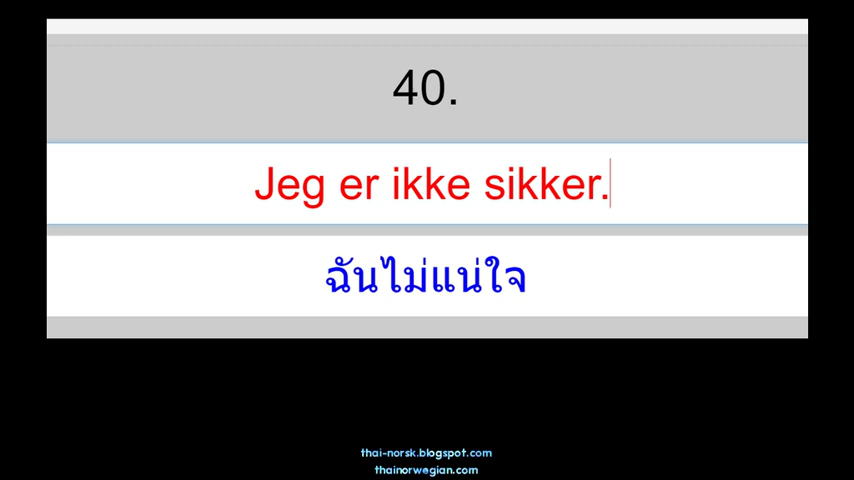 40.
Jeg er ikke sikker.
ฉันไม่แน่ใจ
thai-norsk.blogspot.com
thainorwegian.com